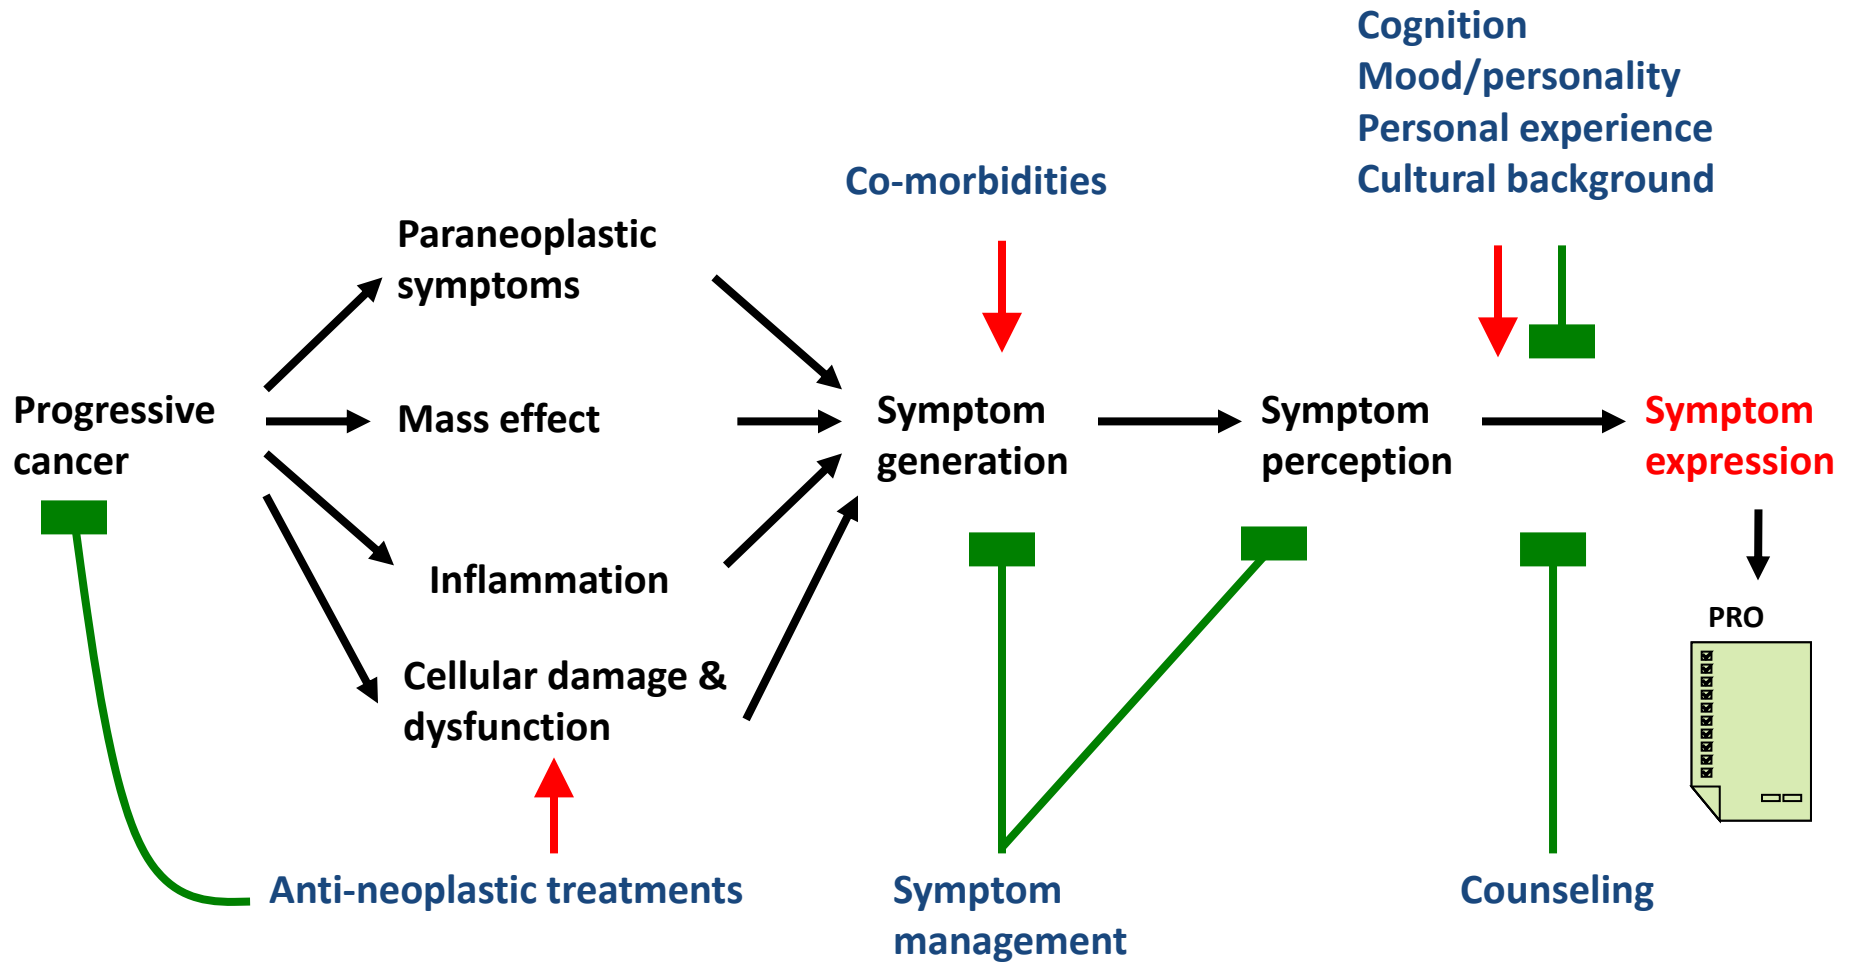 Cognition
Mood/personality
Personal experience
Cultural background
Co-morbidities
Paraneoplastic
symptoms
Progressive
cancer
Mass effect
Symptom
generation
Symptom
perception
Symptom
expression
Inflammation
PRO
Cellular damage &
dysfunction
Anti-neoplastic treatments
Symptom
management
Counseling